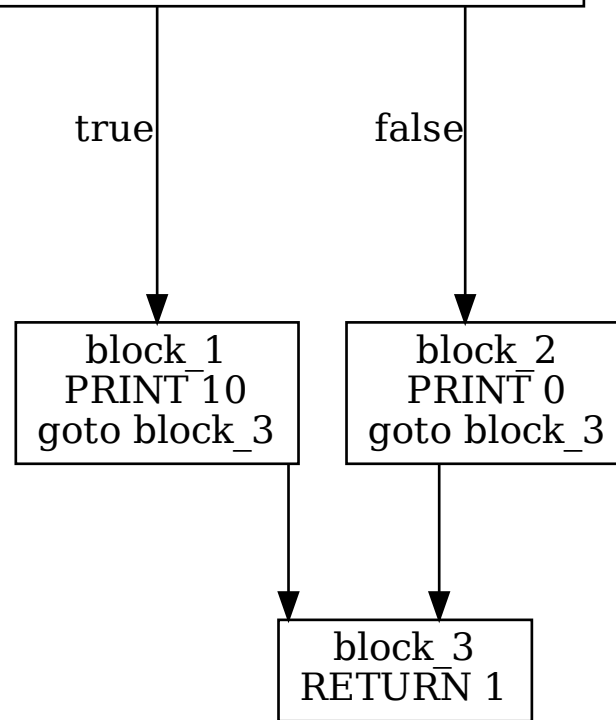 true
false
block_1
PRINT 10
goto block_3
block_2
PRINT 0
goto block_3
block_3
RETURN 1